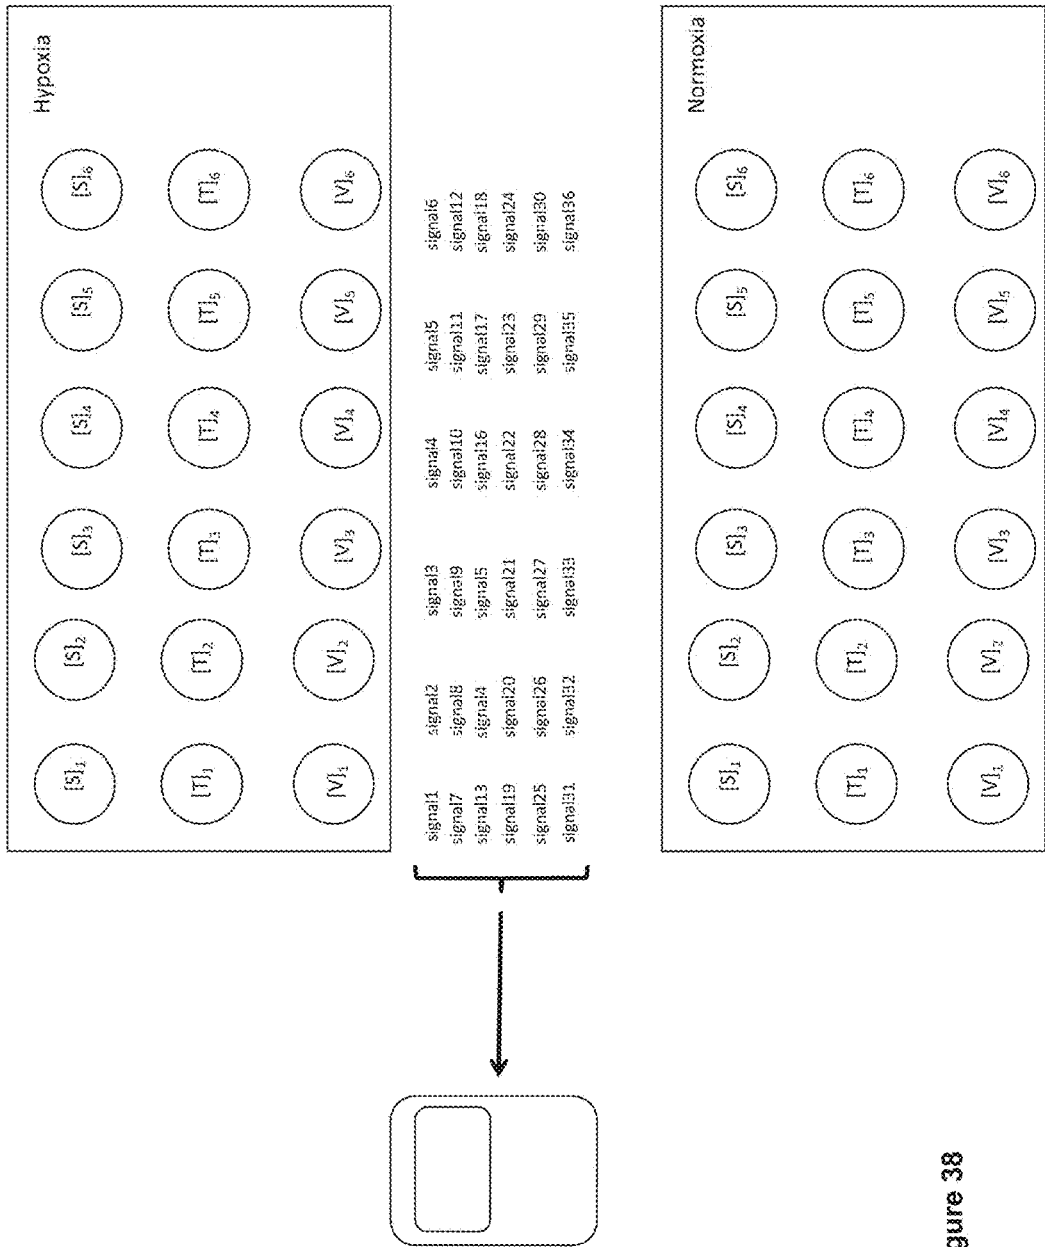 Hypoxia
[S]₁ [S]₂ [S]₃ [S]₄ [S]₅ [S]₆
[T]₁ [T]₂ [T]₃ [T]₄ [T]₅ [T]₆
[V]₁ [V]₂ [V]₃ [V]₄ [V]₅ [V]₆
signal1 signal2 signal3 signal4 signal5 signal6
signal7 signal8 signal9 signal10 signal11 signal12
signal13 signal4 signal5 signal16 signal17 signal18
signal19 signal20 signal21 signal22 signal23 signal24
signal25 signal26 signal27 signal28 signal29 signal30
signal31 signal32 signal33 signal34 signal35 signal36
Normoxia
[S]₁ [S]₂ [S]₃ [S]₄ [S]₅ [S]₆
[T]₁ [T]₂ [T]₃ [T]₄ [T]₅ [T]₆
[V]₁ [V]₂ [V]₃ [V]₄ [V]₅ [V]₆
gure 38